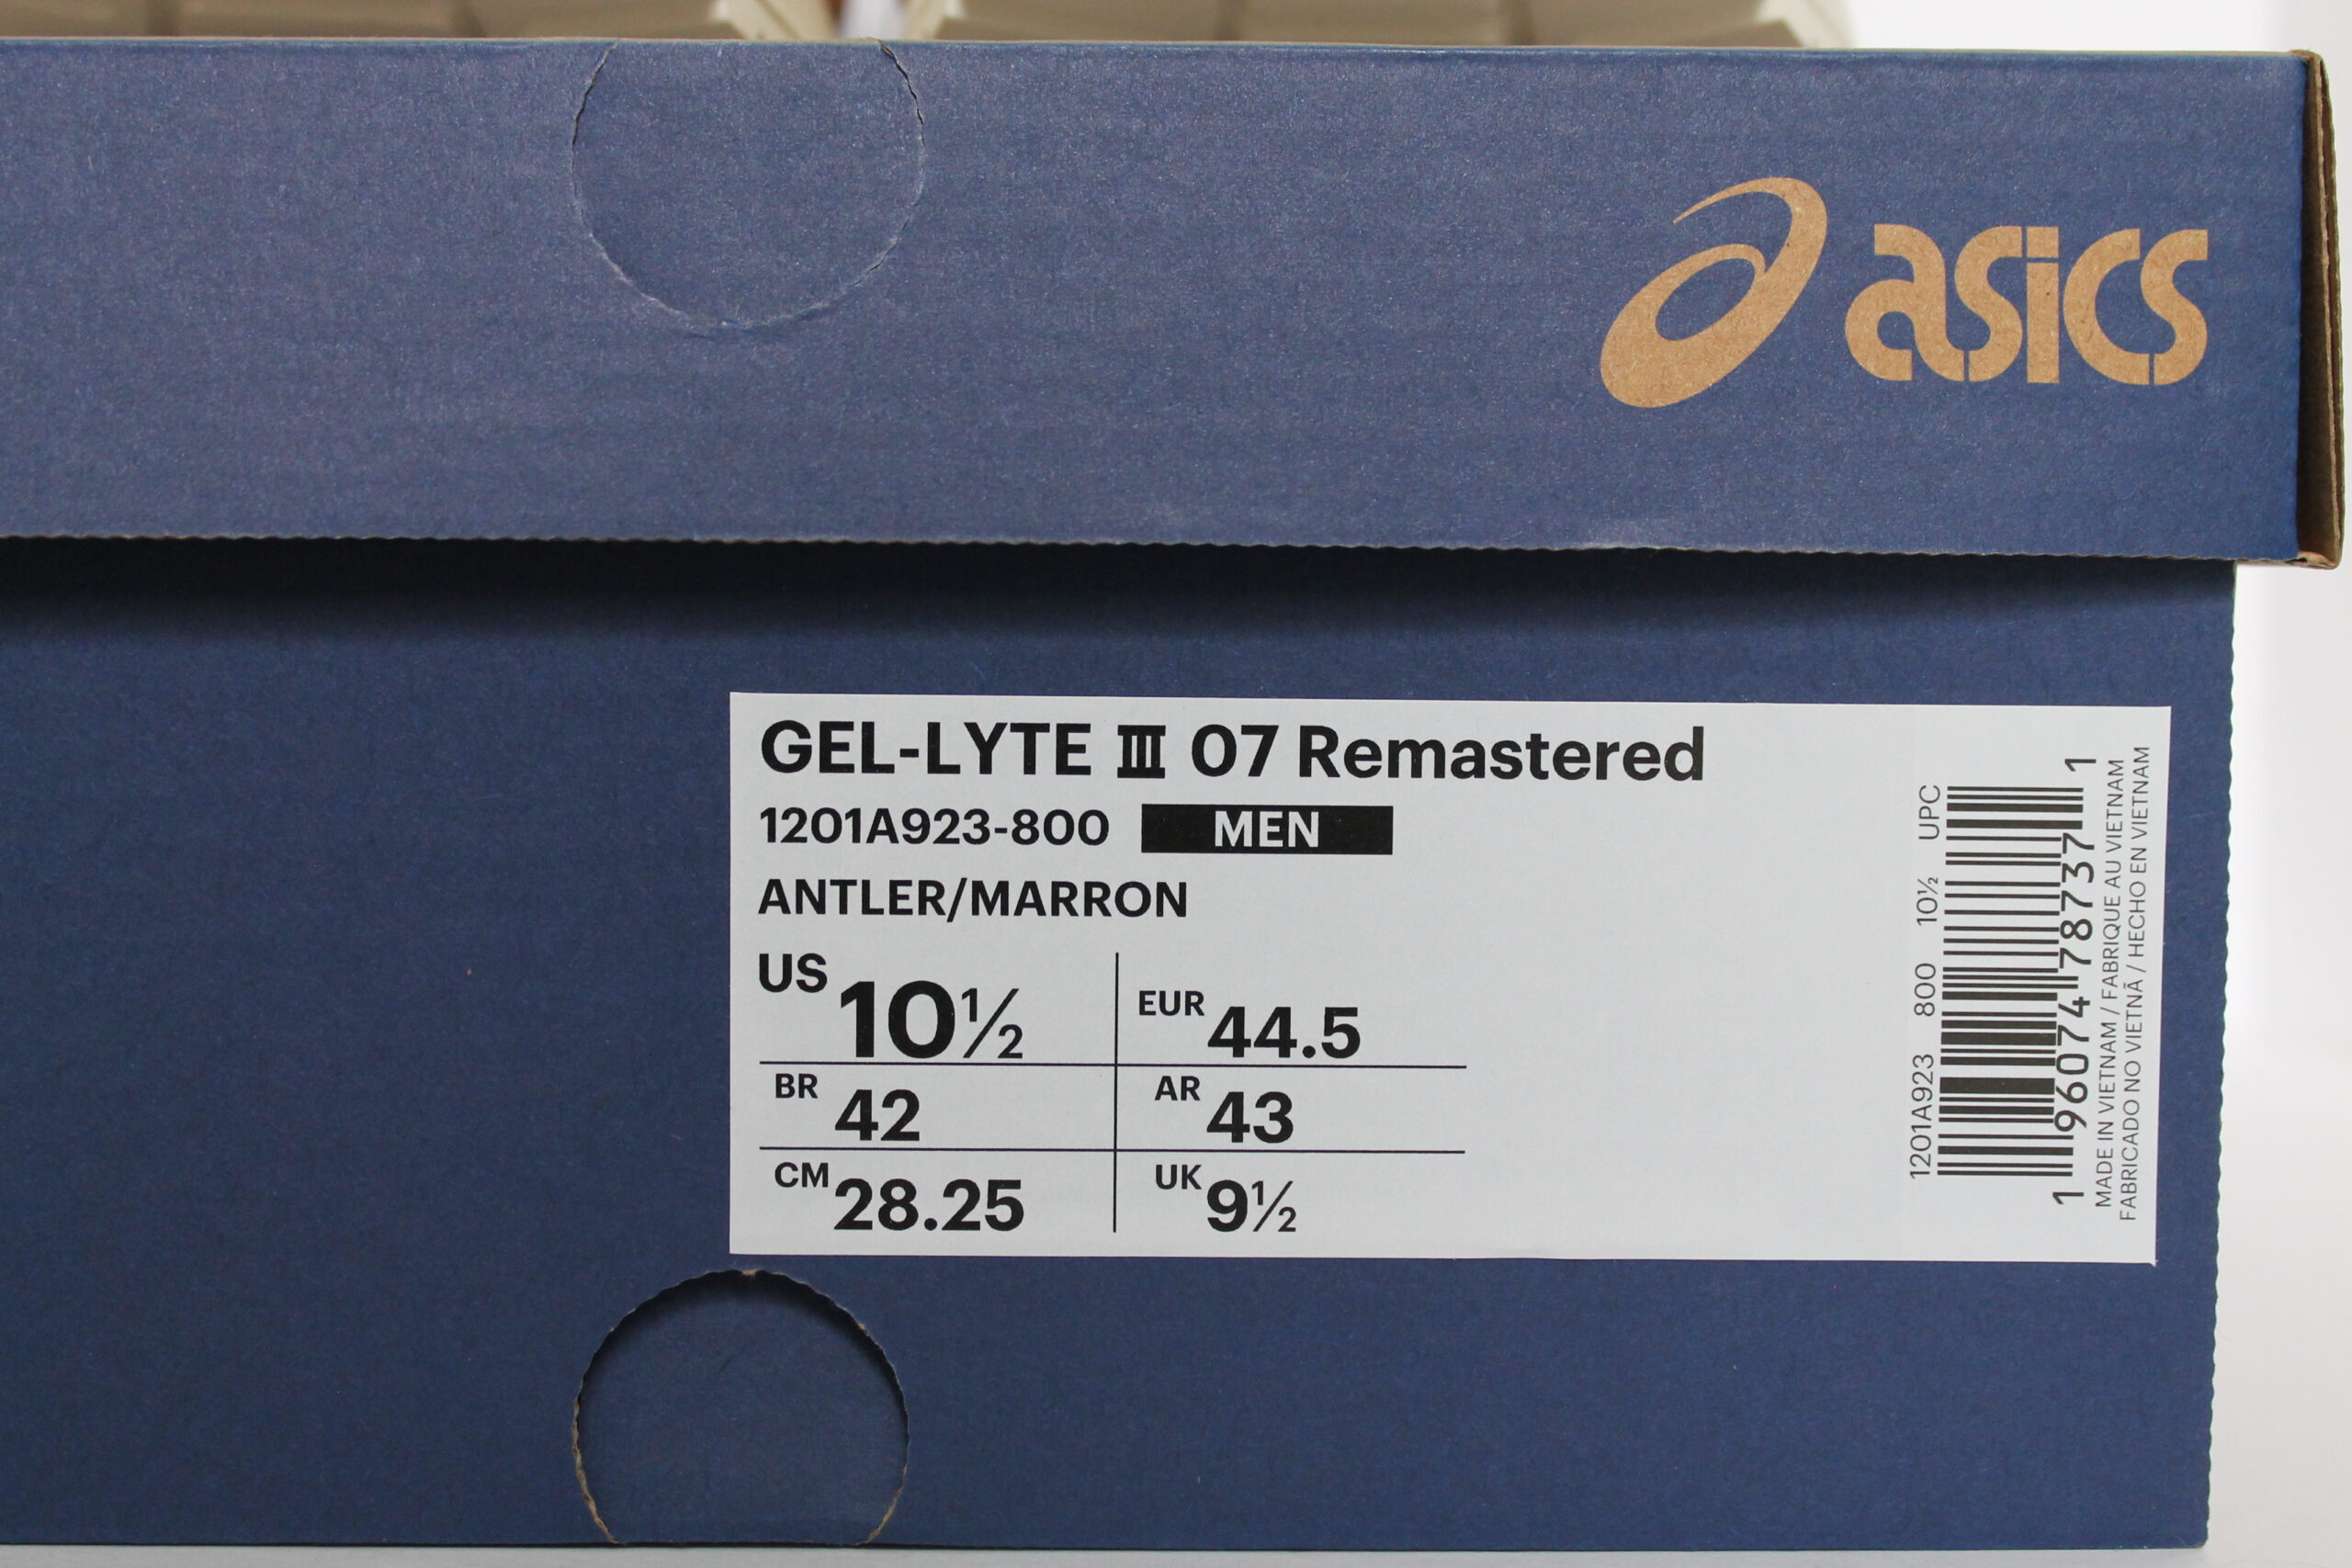 asics
GEL-LYTE III 07 Remastered
1201A923-800 MEN
ANTLER/MARRON
US 10½ EUR 44.5
BR 42 AR 43
CM 28.25 UK 9½
1201A923 800 10½ UPC
1 96074 78737 1
MADE IN VIETNAM / FABRIQUE AU VIETNAM
FABRICADO NO VIETNÃ / HECHO EN VIETNAM